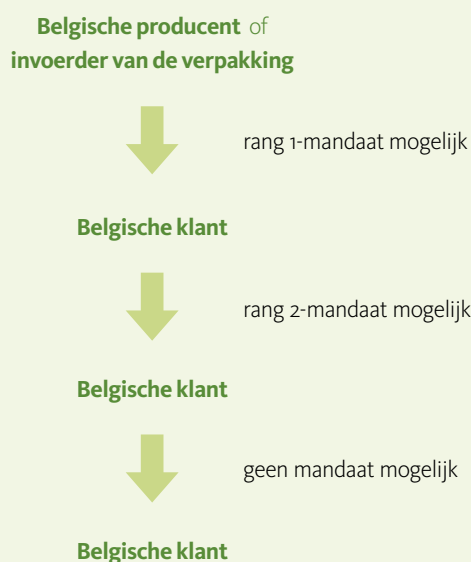 Belgische producent of
invoerder van de verpakking
rang 1-mandaat mogelijk
Belgische klant
rang 2-mandaat mogelijk
Belgische klant
geen mandaat mogelijk
Belgische klant